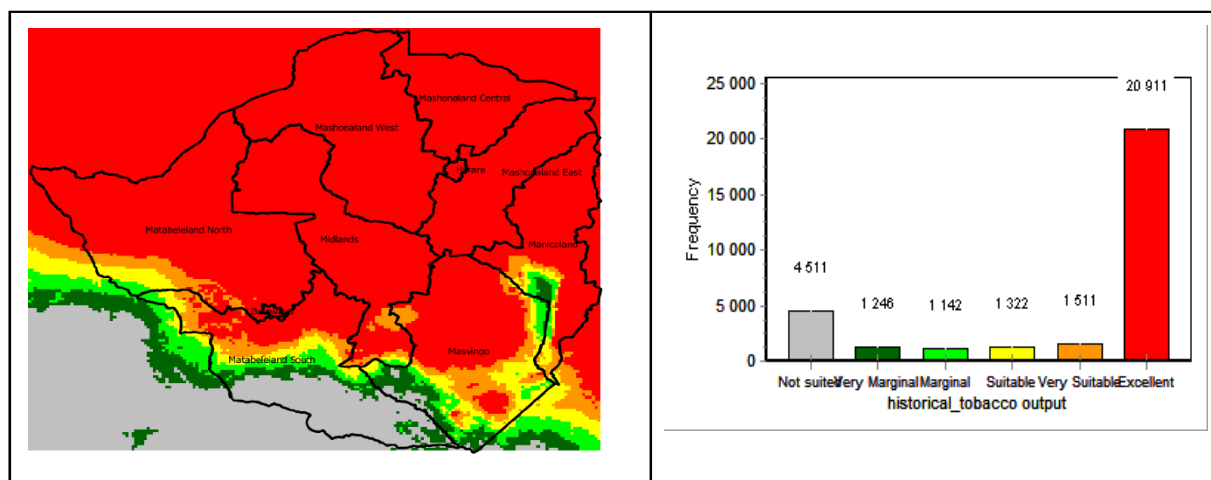 Mashonaland Central
Mashonaland West
Harare
Mashonaland East
Matabeleland North
Midlands
Manicaland
Matabeleland South
Masvingo
25 000
20 000
15 000
10 000
5 000
0
Frequency
4 511
1 246
1 142
1 322
1 511
20 911
Not suited
Very Marginal
Marginal
Suitable
Very Suitable
Excellent
historical_tobacco output